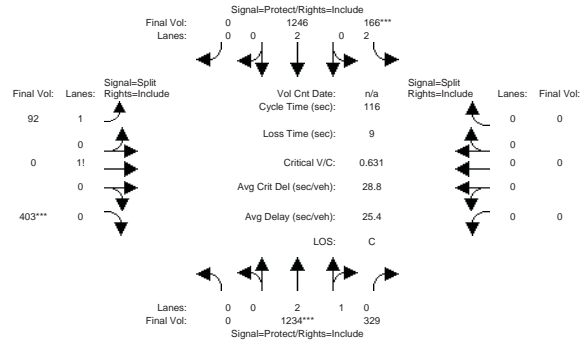 Signal=Protect/Rights=Include
Final Vol: 0 1246 166***
Lanes: 0 0 2 0 2
Signal=Split
Final Vol: Lanes: Rights=Include
Vol Cnt Date: n/a
Signal=Split
Rights=Include Lanes: Final Vol:
Cycle Time (sec): 116
92 1 0 0
Loss Time (sec): 9
0 0
0 1! Critical V/C: 0.631 0 0
0 Avg Crit Del (sec/veh): 28.8 0
403*** 0 Avg Delay (sec/veh): 25.4 0 0
LOS: C
Lanes: 0 0 2 1 0
Final Vol: 0 1234*** 329
Signal=Protect/Rights=Include